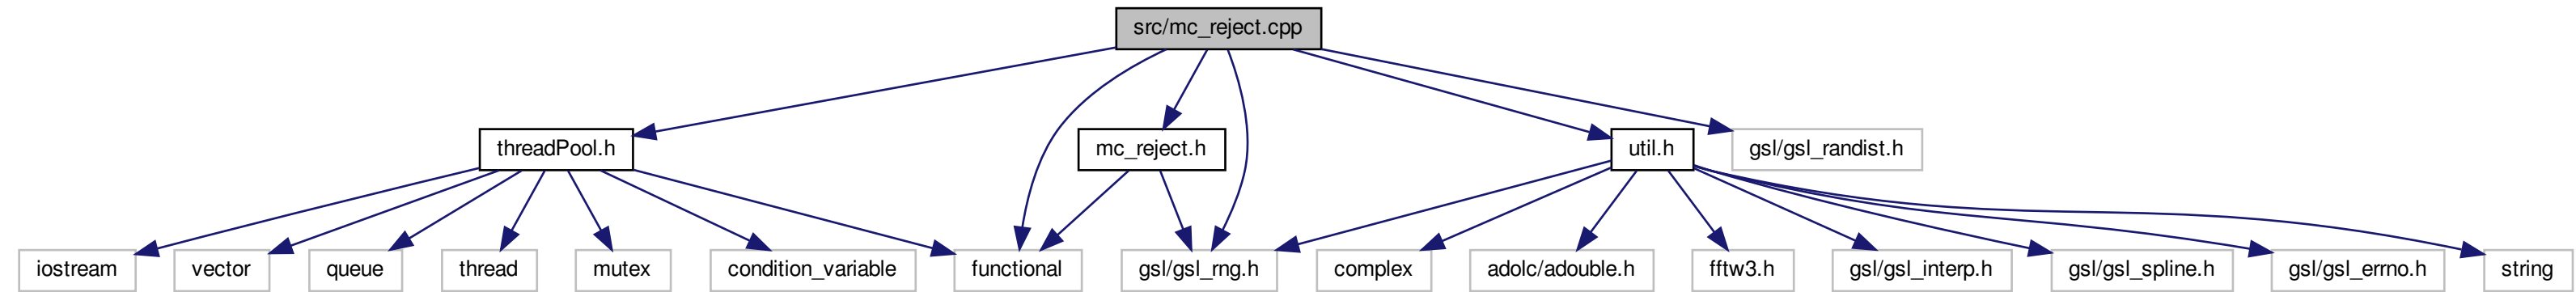 src/mc_reject.cpp
threadPool.h
mc_reject.h
util.h
gsl/gsl_randist.h
iostream
vector
queue
thread
mutex
condition_variable
functional
gsl/gsl_rng.h
complex
adolc/adouble.h
fftw3.h
gsl/gsl_interp.h
gsl/gsl_spline.h
gsl/gsl_errno.h
string